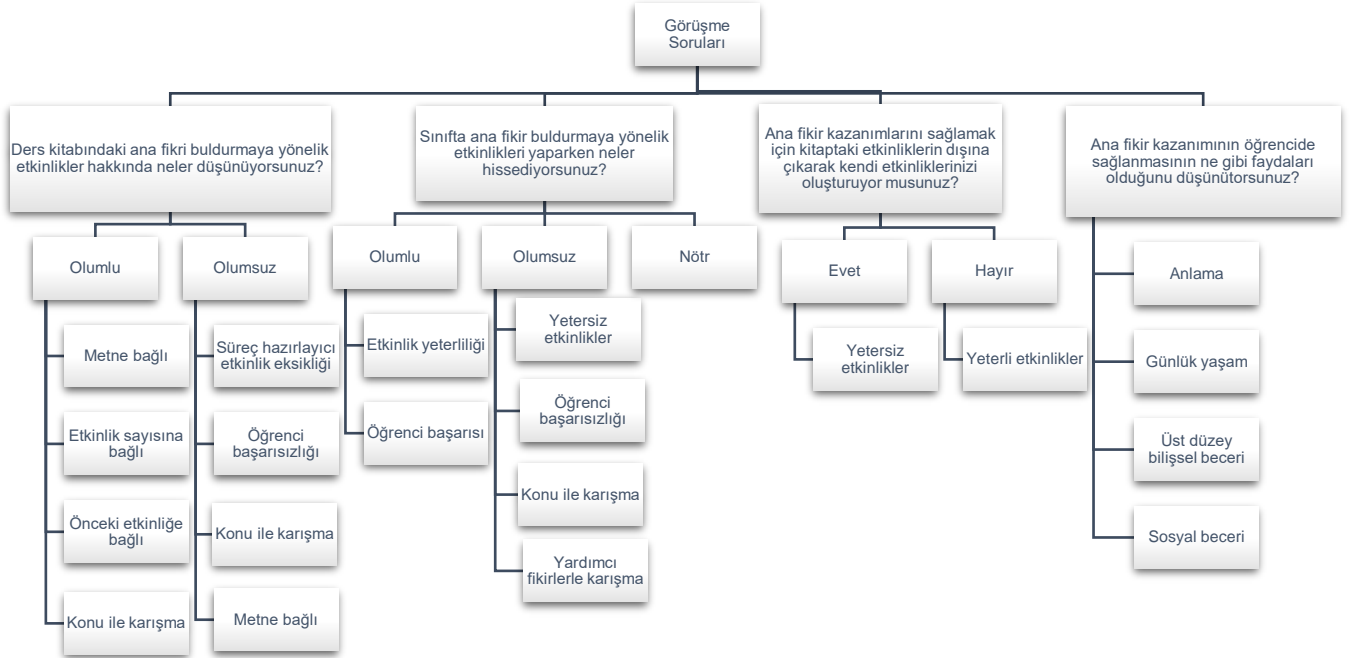 Görüşme
Soruları
Ders kitabındaki ana fikri buldurmaya yönelik
etkinlikler hakkında neler düşünüyorsunuz?
Olumlu
Metne bağlı
Etkinlik sayısına
bağlı
Önceki etkinliğe
bağlı
Konu ile karışma
Olumsuz
Süreç hazırlayıcı
etkinlik eksikliği
Öğrenci
başarısızlığı
Konu ile karışma
Metne bağlı
Sınıfta ana fikir buldurmaya yönelik
etkinlikleri yaparken neler
hissediyorsunuz?
Olumlu
Etkinlik yeterliliği
Öğrenci başarısı
Olumsuz
Yetersiz
etkinlikler
Öğrenci
başarısızlığı
Konu ile karışma
Yardımcı
fikirlerle karışma
Nötr
Ana fikir kazanımlarını sağlamak
için kitaptaki etkinliklerin dışına
çıkarak kendi etkinliklerinizi
oluşturuyor musunuz?
Evet
Yetersiz
etkinlikler
Hayır
Yeterli etkinlikler
Ana fikir kazanımının öğrencide
sağlanmasının ne gibi faydaları
olduğunu düşünütorsunuz?
Anlama
Günlük yaşam
Üst düzey
bilişsel beceri
Sosyal beceri